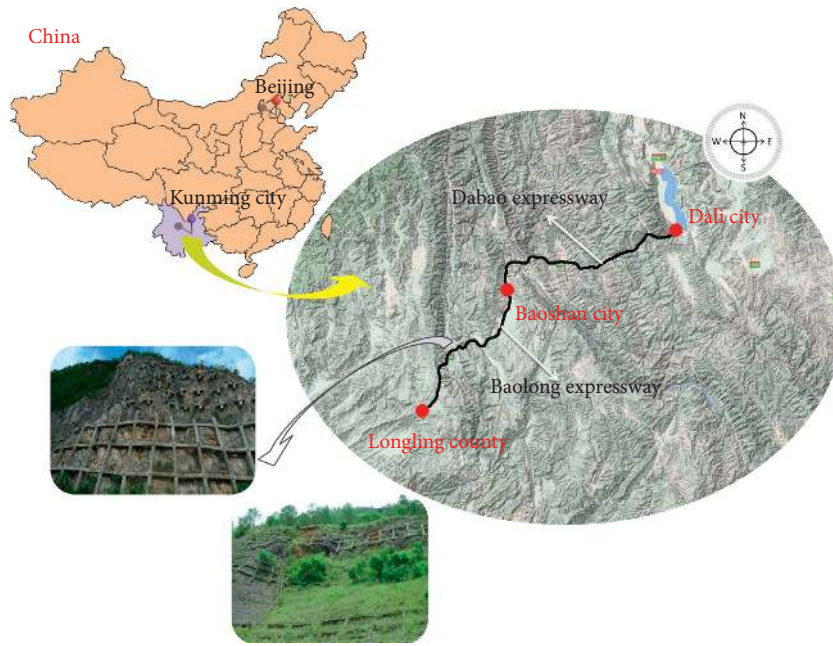 China
Beijing
Kunming city
N
W
E
S
Dabao expressway
Dali city
Baoshan city
Baolong expressway
Longling county